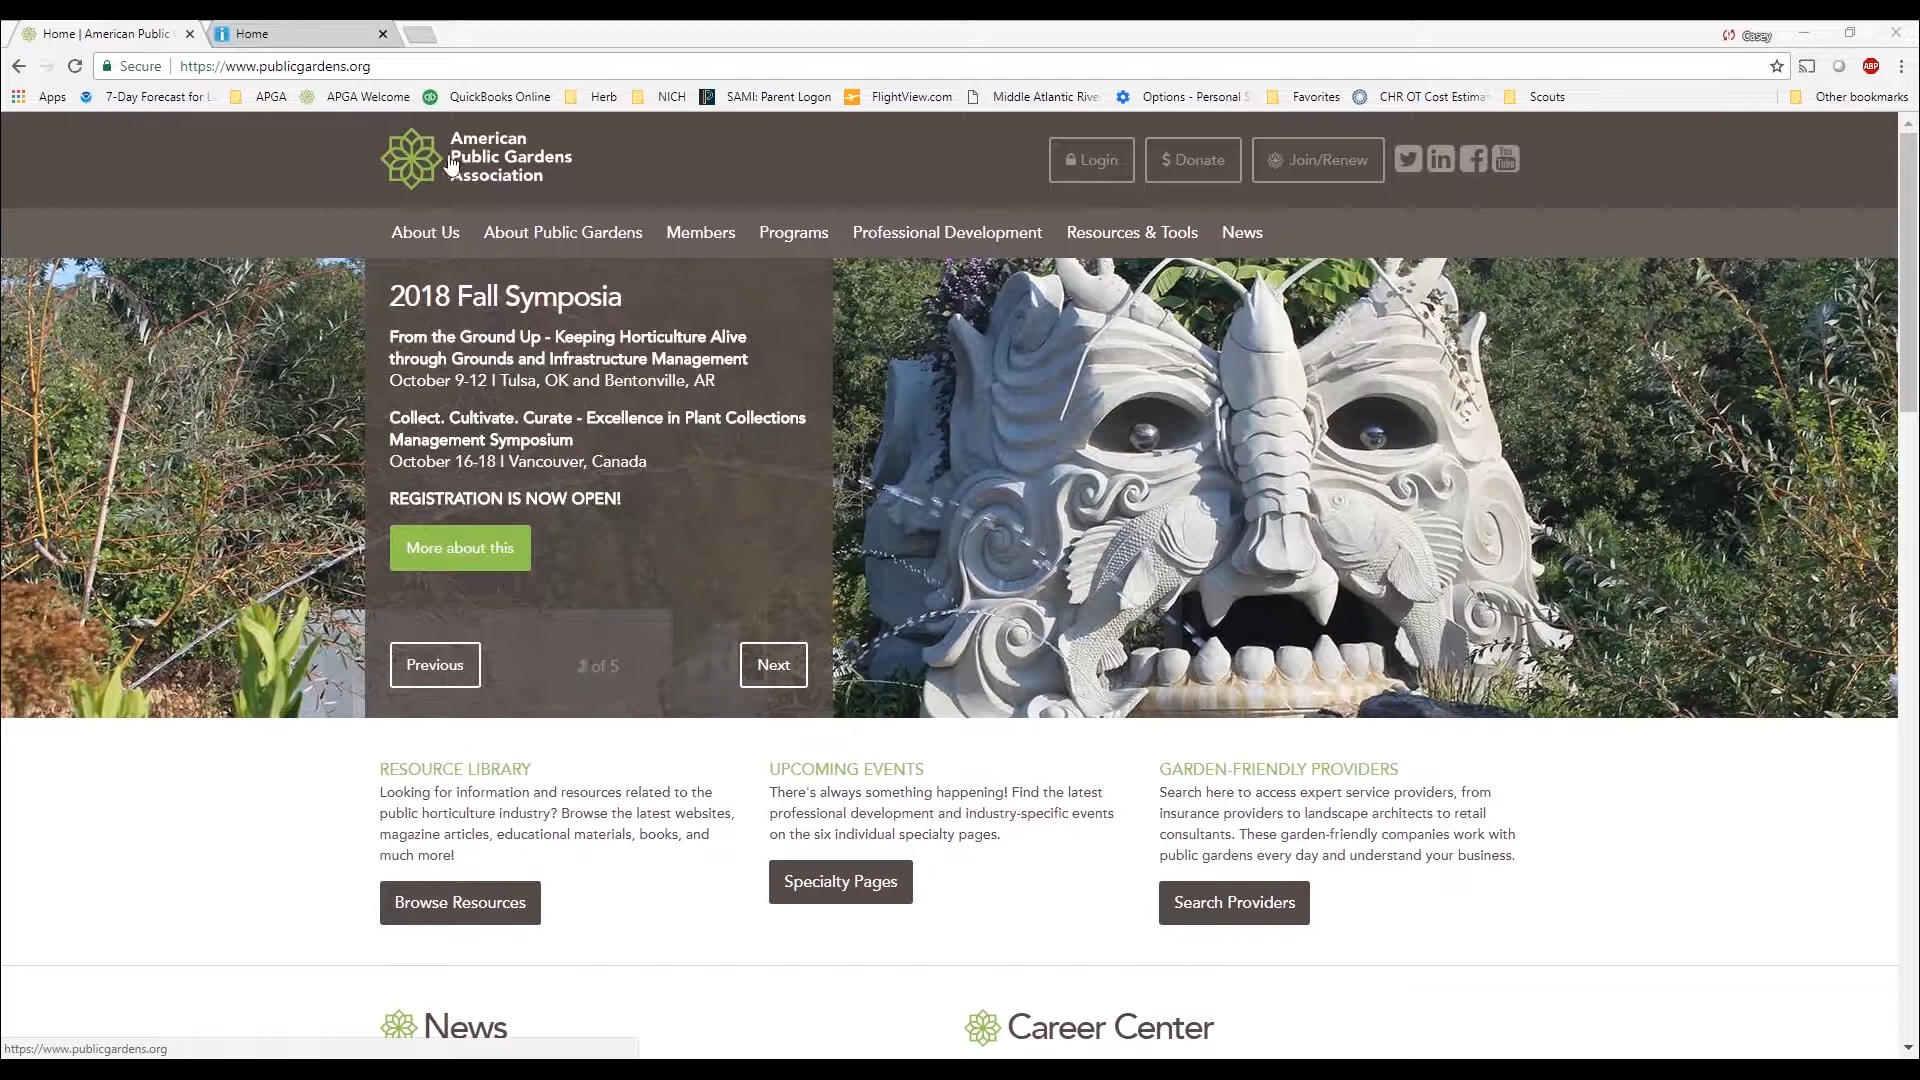 Home | American Public
Home
Casey
Secure
https://www.publicgardens.org
ABP
Apps
7-Day Forecast for L
APGA
APGA Welcome
QuickBooks Online
Herb
NICH
SAMI: Parent Logon
FlightView.com
Middle Atlantic Rive
Options - Personal S
Favorites
CHR OT Cost Estima
Scouts
Other bookmarks
American
Public Gardens
Association
Login
$ Donate
Join/Renew
You
Tube
About Us
About Public Gardens
Members
Programs
Professional Development
Resources & Tools
News
2018 Fall Symposia
From the Ground Up - Keeping Horticulture Alive
through Grounds and Infrastructure Management
October 9-12 I Tulsa, OK and Bentonville, AR
Collect. Cultivate. Curate - Excellence in Plant Collections
Management Symposium
October 16-18 I Vancouver, Canada
REGISTRATION IS NOW OPEN!
More about this
Previous
of 5
Next
RESOURCE LIBRARY
Looking for information and resources related to the
public horticulture industry? Browse the latest websites,
magazine articles, educational materials, books, and
much more!
Browse Resources
UPCOMING EVENTS
There's always something happening! Find the latest
professional development and industry-specific events
on the six individual specialty pages.
Specialty Pages
GARDEN-FRIENDLY PROVIDERS
Search here to access expert service providers, from
insurance providers to landscape architects to retail
consultants. These garden-friendly companies work with
public gardens every day and understand your business.
Search Providers
News
Career Center
https://www.publicgardens.org